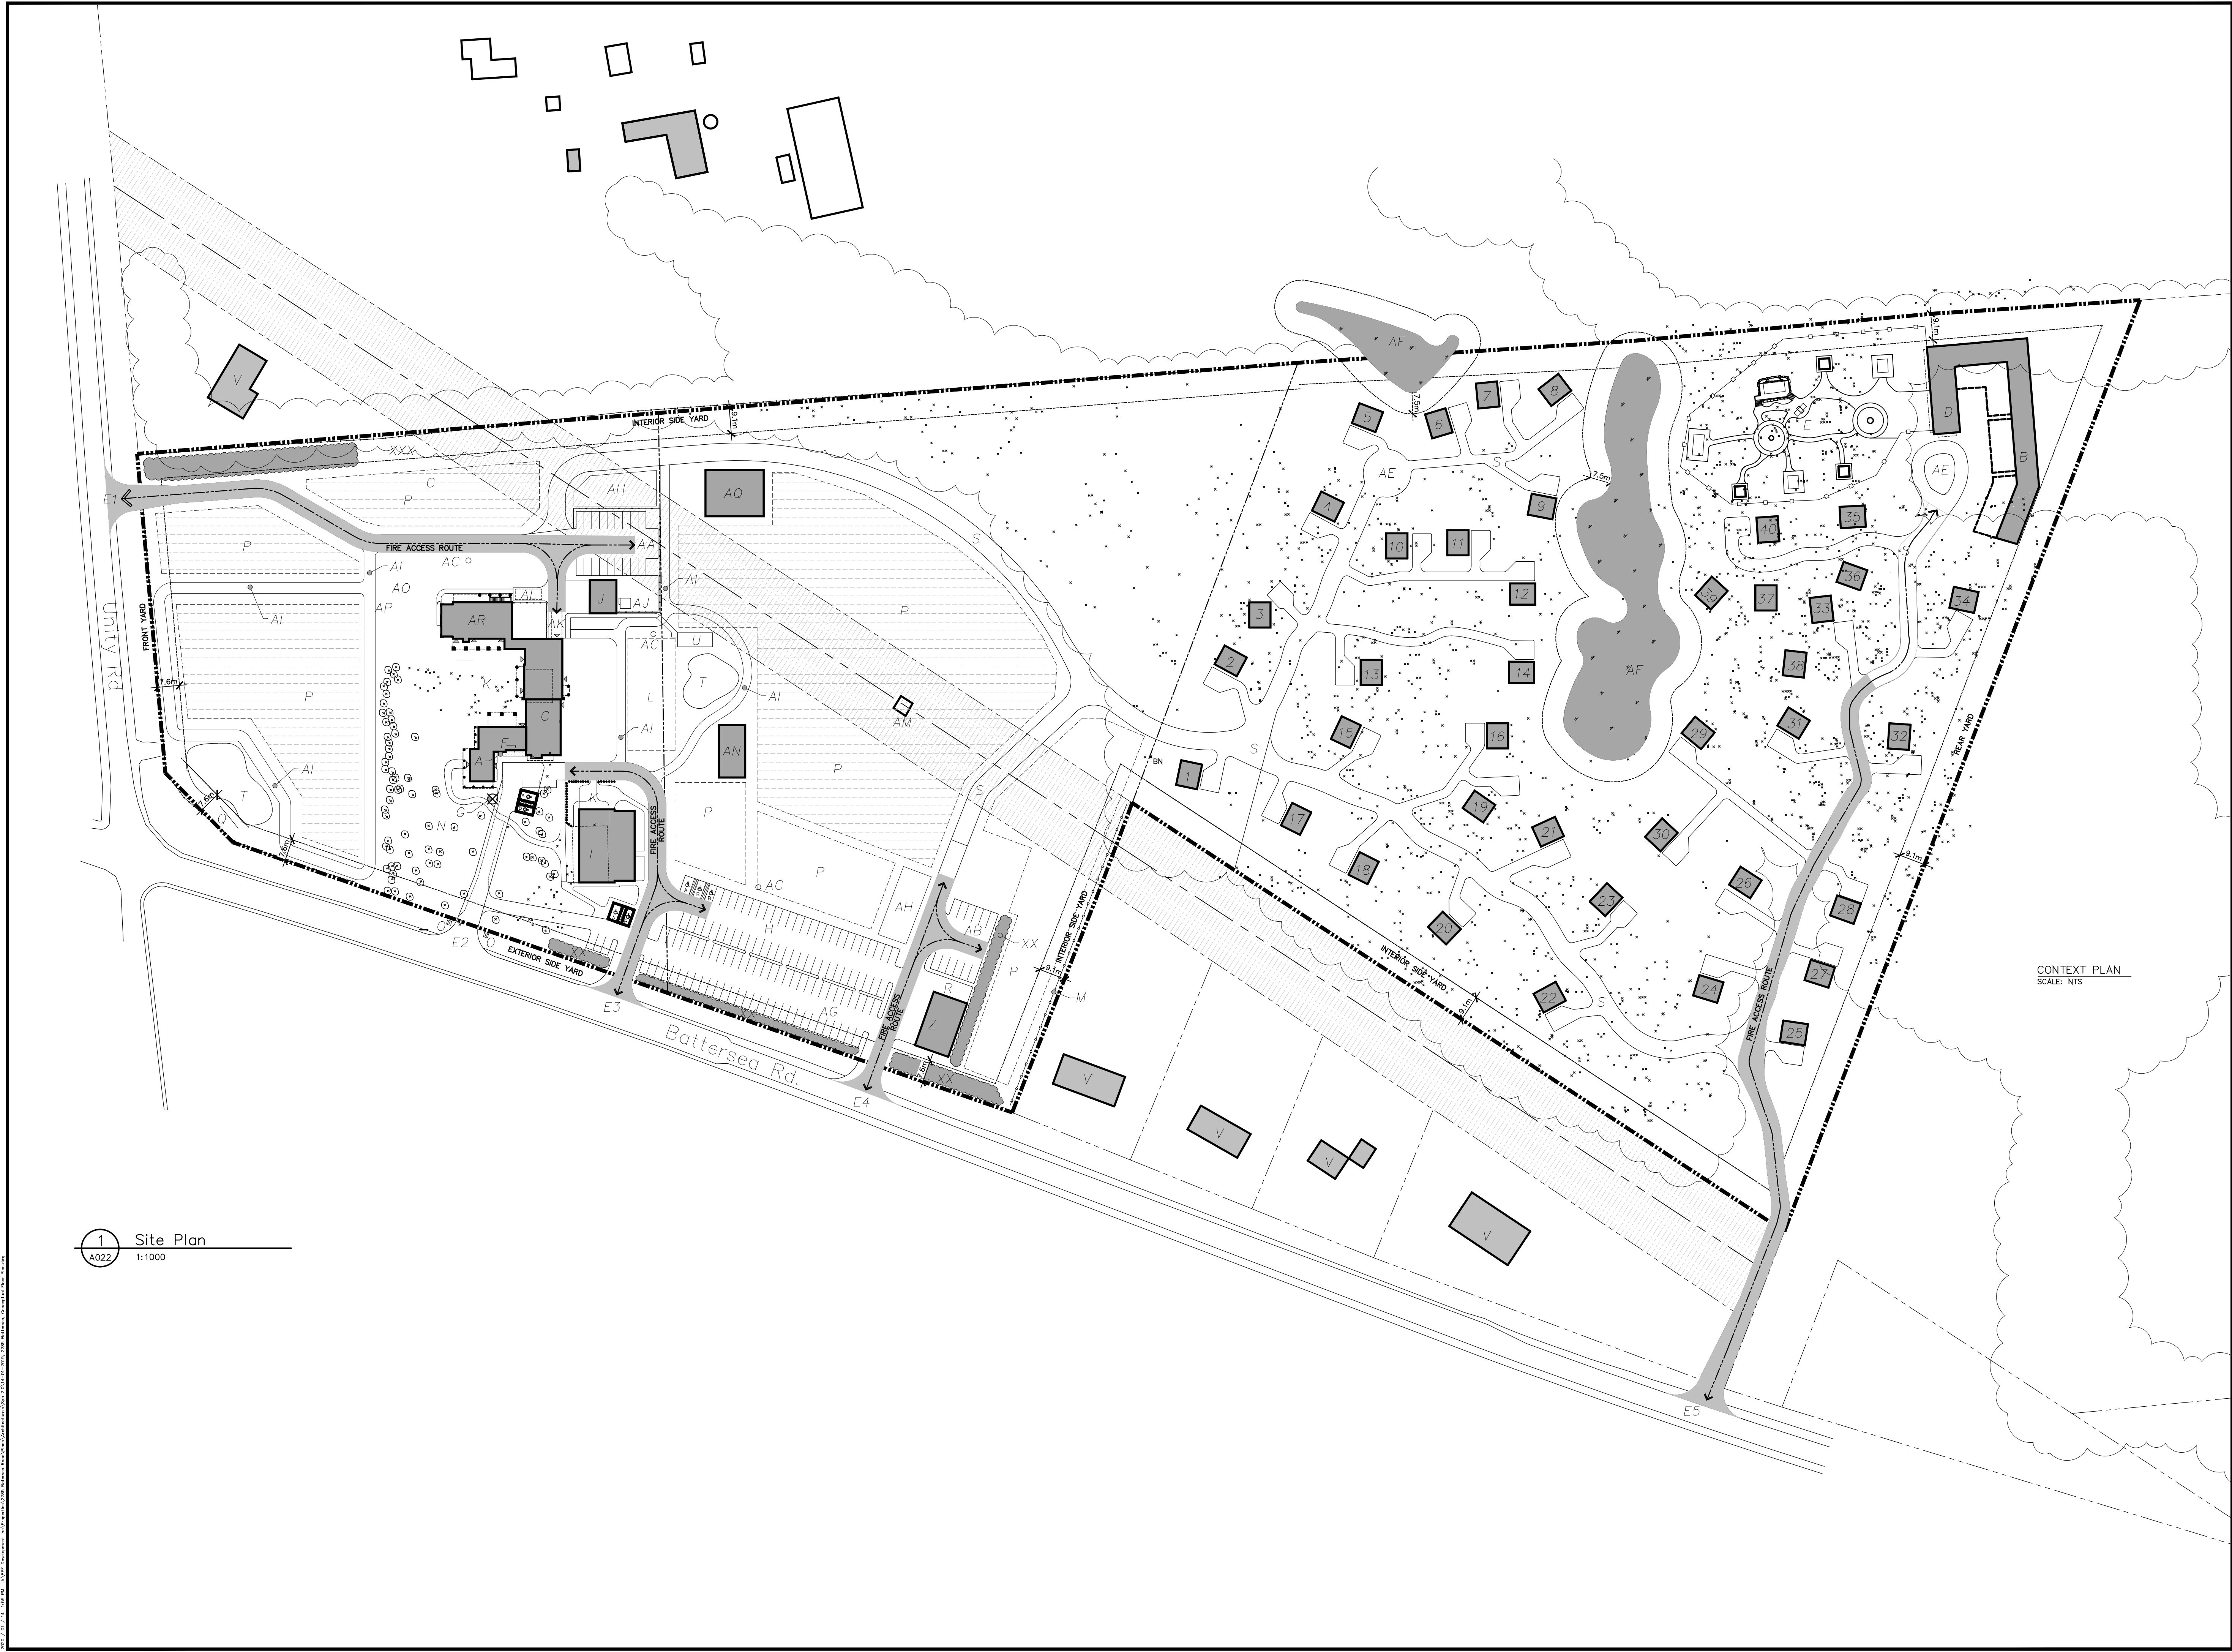 V
AF
9.1m
INTERIOR SIDE YARD
9.1m
XXX
C
P
AH
AQ
E1
P
FIRE ACCESS ROUTE
AA
S
AC
AI
AO
AP
AI
AL
AK
J
AJ
AI
P
AR
AC
U
Unity Rd
FRONT YARD
7.6m
P
K
C
L
T
AI
AM
F
A
AI
AN
AI
T
7.6m
Q
7.6m
G
N
K
I
FIRE ACCESS
ROUTE
P
P
S
P
AC
H
AH
AB
XX
P
M
O
E2
O
EXTERIOR SIDE YARD
XX
E3
XX
AG
FIRE ACCESS
ROUTE
R
Z
7.6m
XX
E4
Battersea Rd.
INTERIOR SIDE YARD
9.1m
5
6
7
8
7.5m
AE
S
4
9
7.5m
10
11
12
3
2
13
14
AF
15
16
S
BN
1
17
19
21
18
20
23
22
S
24
INTERIOR SIDE YARD
9.1m
E
D
B
AE
40
35
S
36
39
37
33
34
38
29
31
32
30
26
28
27
25
REAR YARD
9.1m
FIRE ACCESS ROUTE
V
V
V
V
E5
CONTEXT PLAN
SCALE: NTS
1
A022
Site Plan
1:1000